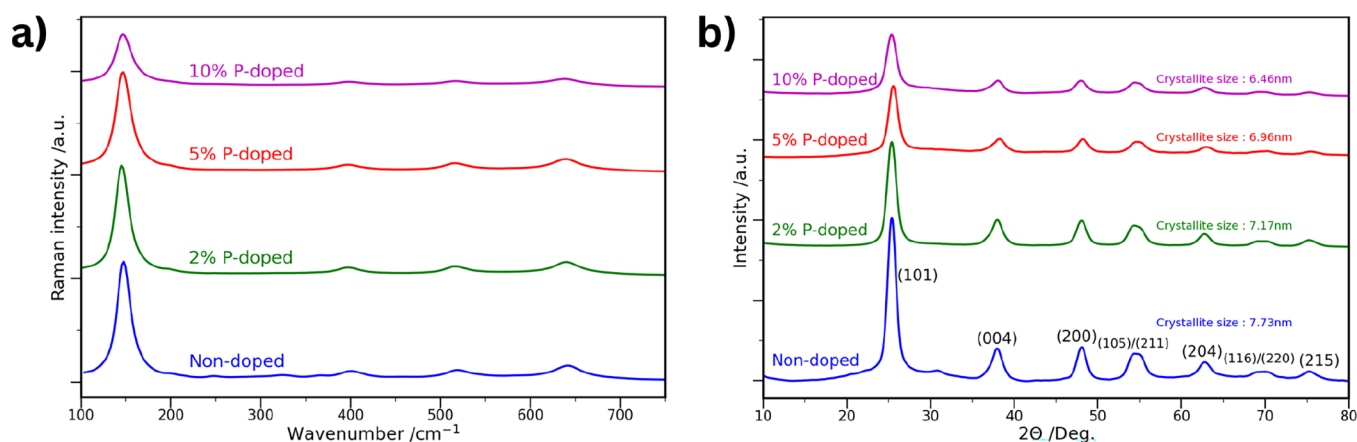 a)
Raman intensity /a.u.
10% P-doped
5% P-doped
2% P-doped
Non-doped
100 200 300 400 500 600 700
Wavenumber /cm⁻¹
b)
Intensity /a.u.
10% P-doped
Crystallite size : 6.46nm
5% P-doped
Crystallite size : 6.96nm
2% P-doped
Crystallite size : 7.17nm
(101)
Crystallite size : 7.73nm
Non-doped
(004)
(200)
(105)/(211)
(204)
(116)/(220)
(215)
10 20 30 40 50 60 70 80
2Θ /Deg.